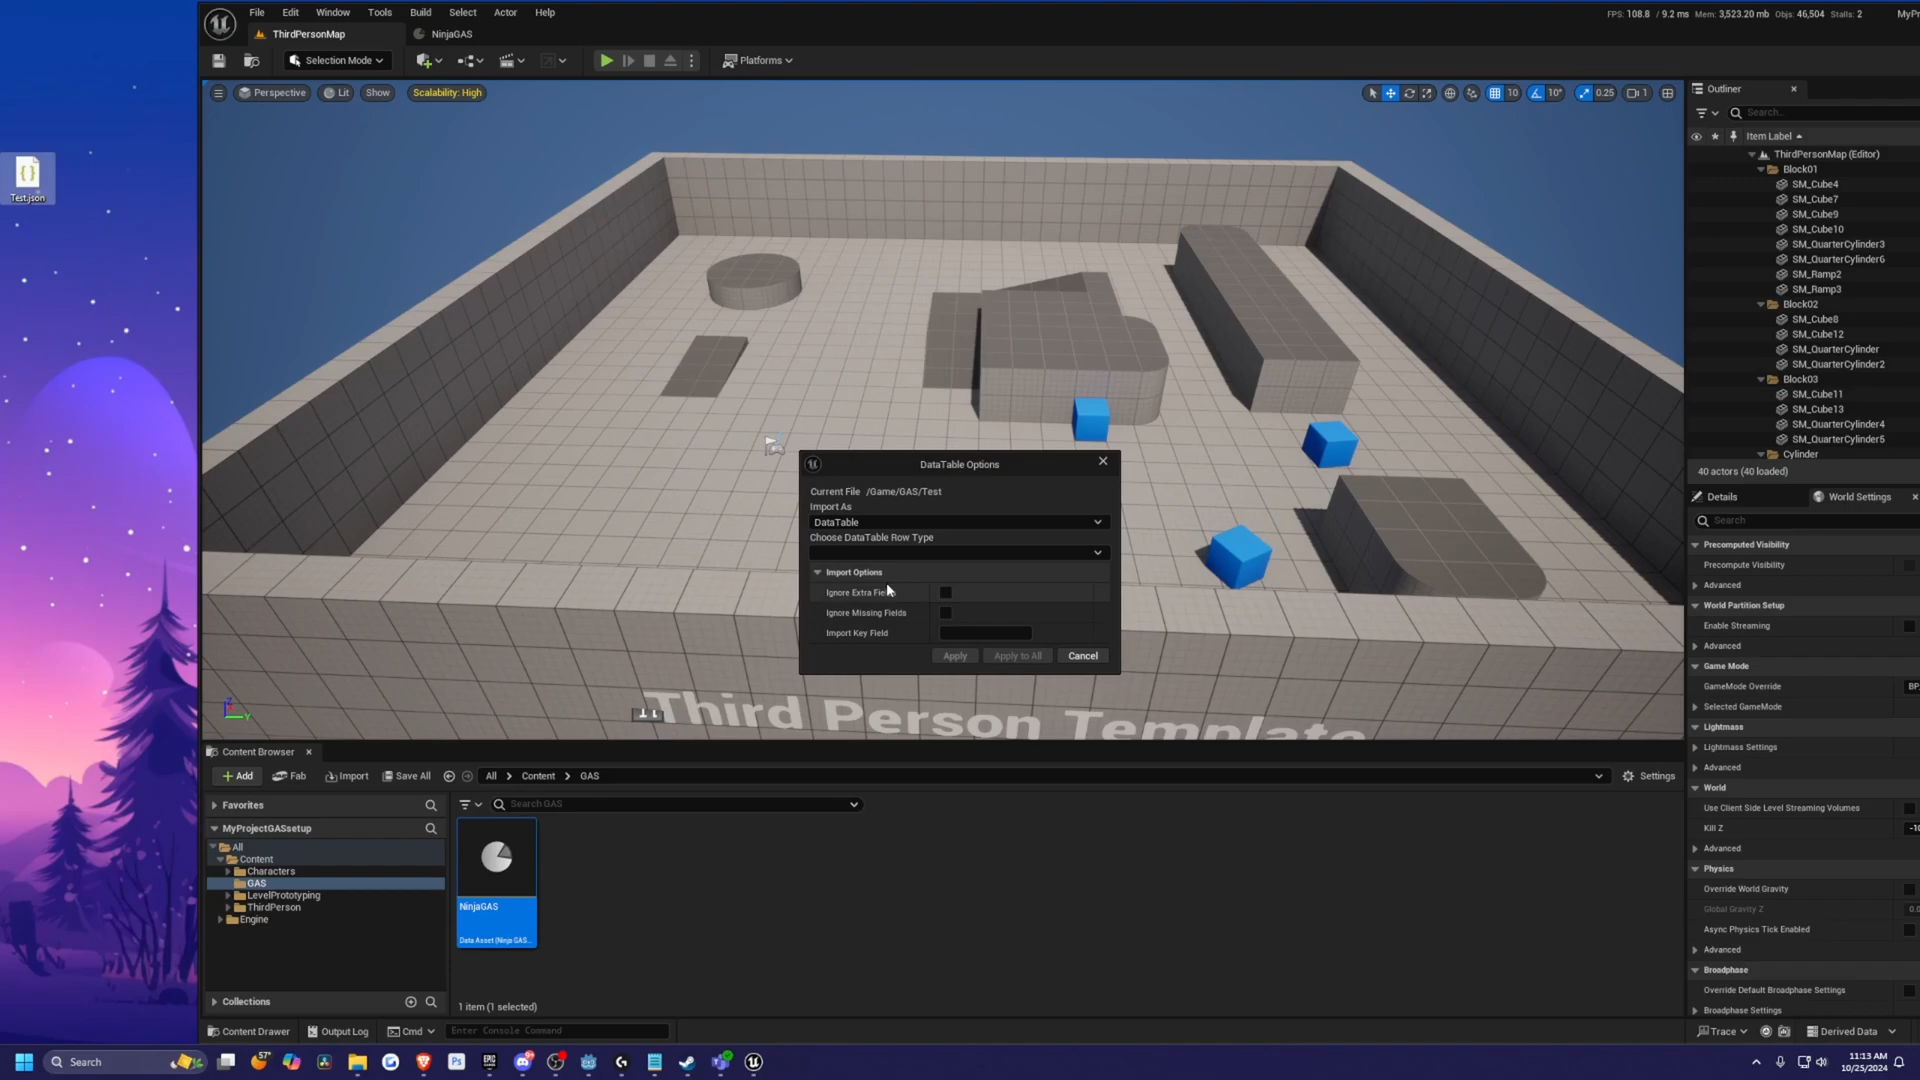 File Edit Window Tools Build Select Actor Help
FPS: 108.8 / 9.2 ms Mem: 3,523.20 mb Objs: 46,504 Stalls: 2 MyPr
ThirdPersonMap NinjaGAS
Selection Mode Platforms
Perspective Lit Show Scalability: High
10 10° 0.25 1
Test.json
Outliner
Search...
Item Label
ThirdPersonMap (Editor)
Block01
SM_Cube4
SM_Cube7
SM_Cube9
SM_Cube10
SM_QuarterCylinder3
SM_QuarterCylinder6
SM_Ramp2
SM_Ramp3
Block02
SM_Cube8
SM_Cube12
SM_QuarterCylinder
SM_QuarterCylinder2
Block03
SM_Cube11
SM_Cube13
SM_QuarterCylinder4
SM_QuarterCylinder5
Cylinder
40 actors (40 loaded)
Details World Settings
Search
Precomputed Visibility
Precompute Visibility
Advanced
World Partition Setup
Enable Streaming
Advanced
Game Mode
GameMode Override BP
Selected GameMode
Lightmass
Lightmass Settings
Advanced
World
Use Client Side Level Streaming Volumes
Kill Z -10
Advanced
Physics
Override World Gravity
Global Gravity Z 0.0
Async Physics Tick Enabled
Advanced
Broadphase
Override Default Broadphase Settings
Broadphase Settings
DataTable Options
Current File /Game/GAS/Test
Import As
DataTable
Choose DataTable Row Type
Import Options
Ignore Extra Fie
Ignore Missing Fields
Import Key Field
Apply Apply to All Cancel
Third Person Template
Content Browser
Add Fab Import Save All All Content GAS Settings
Favorites
Search GAS
MyProjectGASsetup
All
Content
Characters
GAS
LevelPrototyping
ThirdPerson
Engine
NinjaGAS
Data Asset (Ninja GAS...
Collections
1 item (1 selected)
Content Drawer Output Log Cmd Enter Console Command Trace Derived Data
Search
57°
11:13 AM
10/25/2024